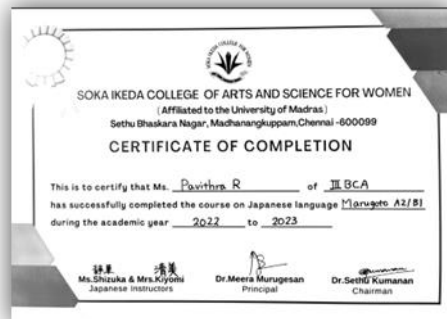 SOKA IKEDA COLLEGE OF ARTS AND SCIENCE FOR WOMEN
(Affiliated to the University of Madras)
Sethu Bhaskara Nagar, Madhanangkuppam,Chennai -600099
CERTIFICATE OF COMPLETION
This is to certify that Ms. Pavithra R of III BCA
has successfully completed the course on Japanese language Marugoto A2/B1
during the academic year 2022 to 2023
清美
Ms.Shizuka & Mrs.Kiyomi Dr.Meera Murugesan Dr.Sethu Kumanan
Japanese Instructors Principal Chairman